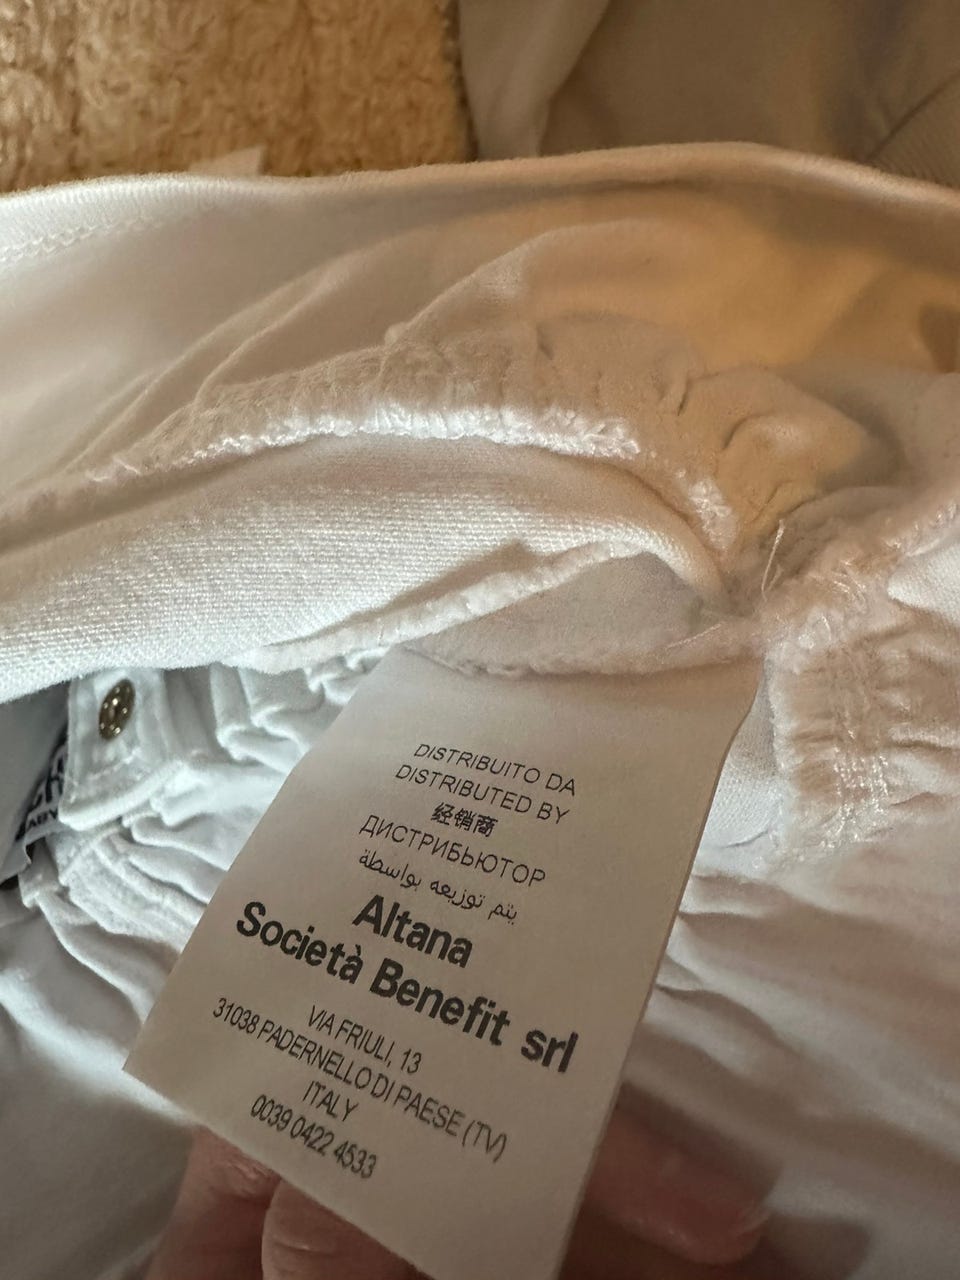 DISTRIBUITO DA
DISTRIBUTED BY
经销商
ДИСТРИБЬЮТОР
يتم توزيعه بواسطة
Altana
Società Benefit srl
VIA FRIULI, 13
31038 PADERNELLO DI PAESE (TV)
ITALY
0039 0422 4533